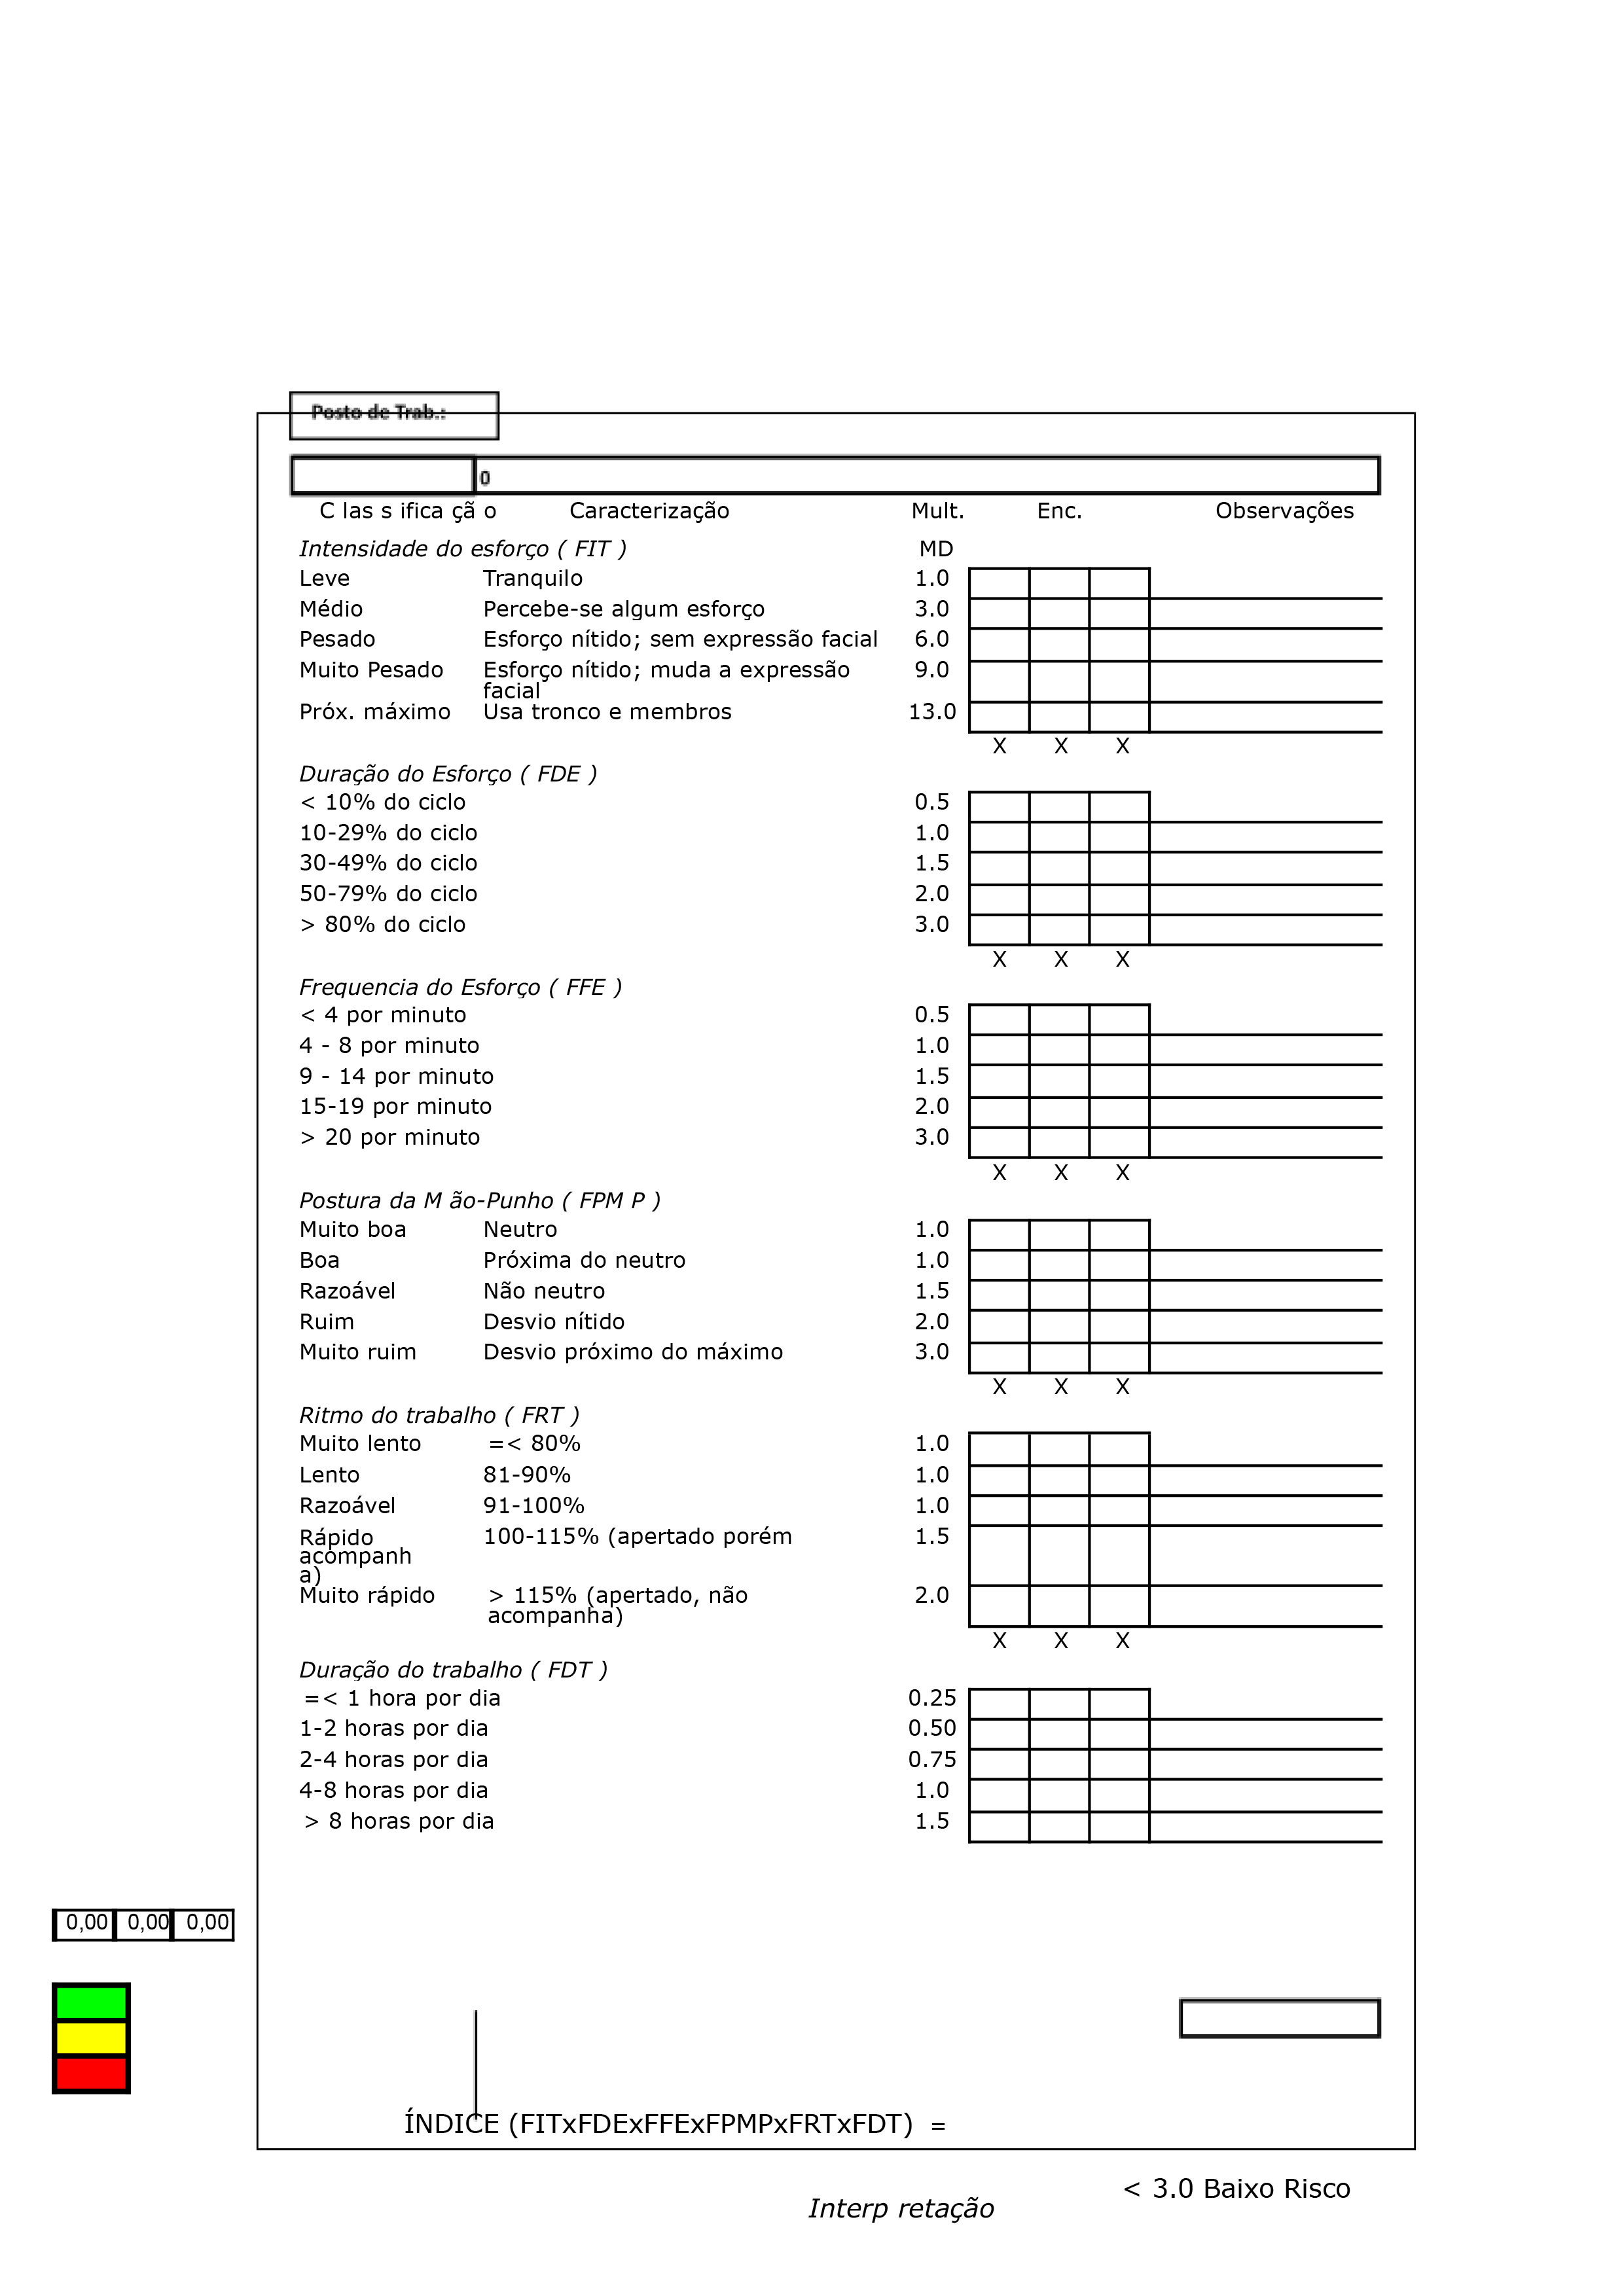 Posto de Trab.:
0
C las s ifica çã o Caracterização Mult. Enc. Observações
Intensidade do esforço ( FIT ) MD
Leve Tranquilo 1.0
Médio Percebe-se algum esforço 3.0
Pesado Esforço nítido; sem expressão facial 6.0
Muito Pesado Esforço nítido; muda a expressão 9.0
facial
Próx. máximo Usa tronco e membros 13.0
X X X
Duração do Esforço ( FDE )
< 10% do ciclo 0.5
10-29% do ciclo 1.0
30-49% do ciclo 1.5
50-79% do ciclo 2.0
> 80% do ciclo 3.0
X X X
Frequencia do Esforço ( FFE )
< 4 por minuto 0.5
4 - 8 por minuto 1.0
9 - 14 por minuto 1.5
15-19 por minuto 2.0
> 20 por minuto 3.0
X X X
Postura da M ão-Punho ( FPM P )
Muito boa Neutro 1.0
Boa Próxima do neutro 1.0
Razoável Não neutro 1.5
Ruim Desvio nítido 2.0
Muito ruim Desvio próximo do máximo 3.0
X X X
Ritmo do trabalho ( FRT )
Muito lento =< 80% 1.0
Lento 81-90% 1.0
Razoável 91-100% 1.0
Rápido 100-115% (apertado porém 1.5
acompanh
a)
Muito rápido > 115% (apertado, não 2.0
acompanha)
X X X
Duração do trabalho ( FDT )
=< 1 hora por dia 0.25
1-2 horas por dia 0.50
2-4 horas por dia 0.75
4-8 horas por dia 1.0
> 8 horas por dia 1.5
0,00 0,00 0,00
ÍNDICE (FITxFDExFFExFPMPxFRTxFDT) =
< 3.0 Baixo Risco
Interp retação